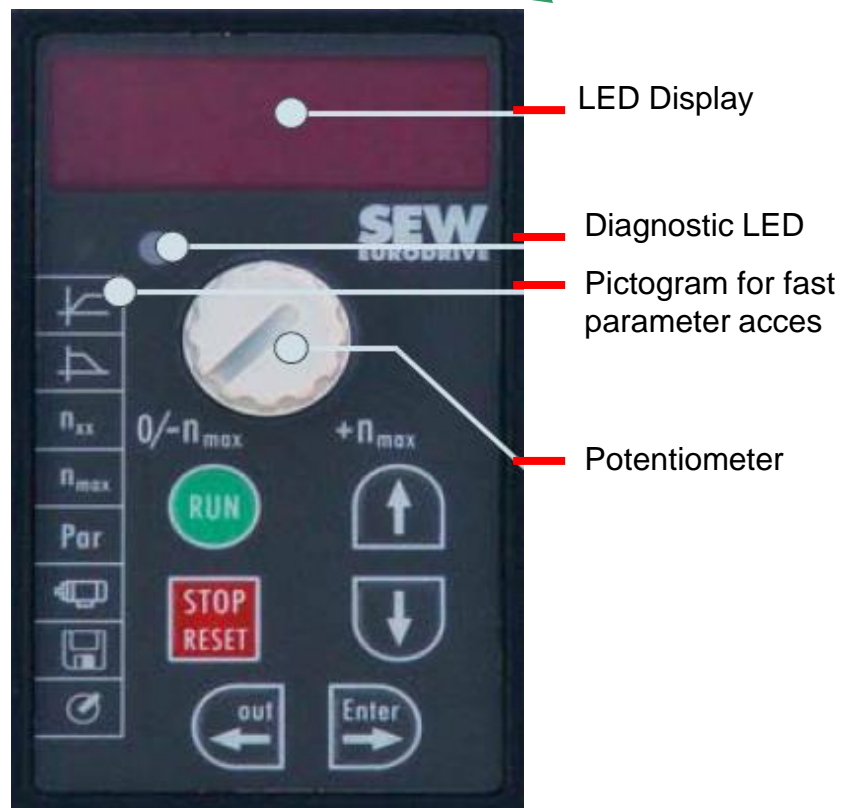 LED Display
SEW
EURODRIVE
Diagnostic LED
Pictogram for fast
parameter acces
0/-nmax
+nmax
nxx
nmax
Par
Potentiometer
RUN
STOP
RESET
out
Enter